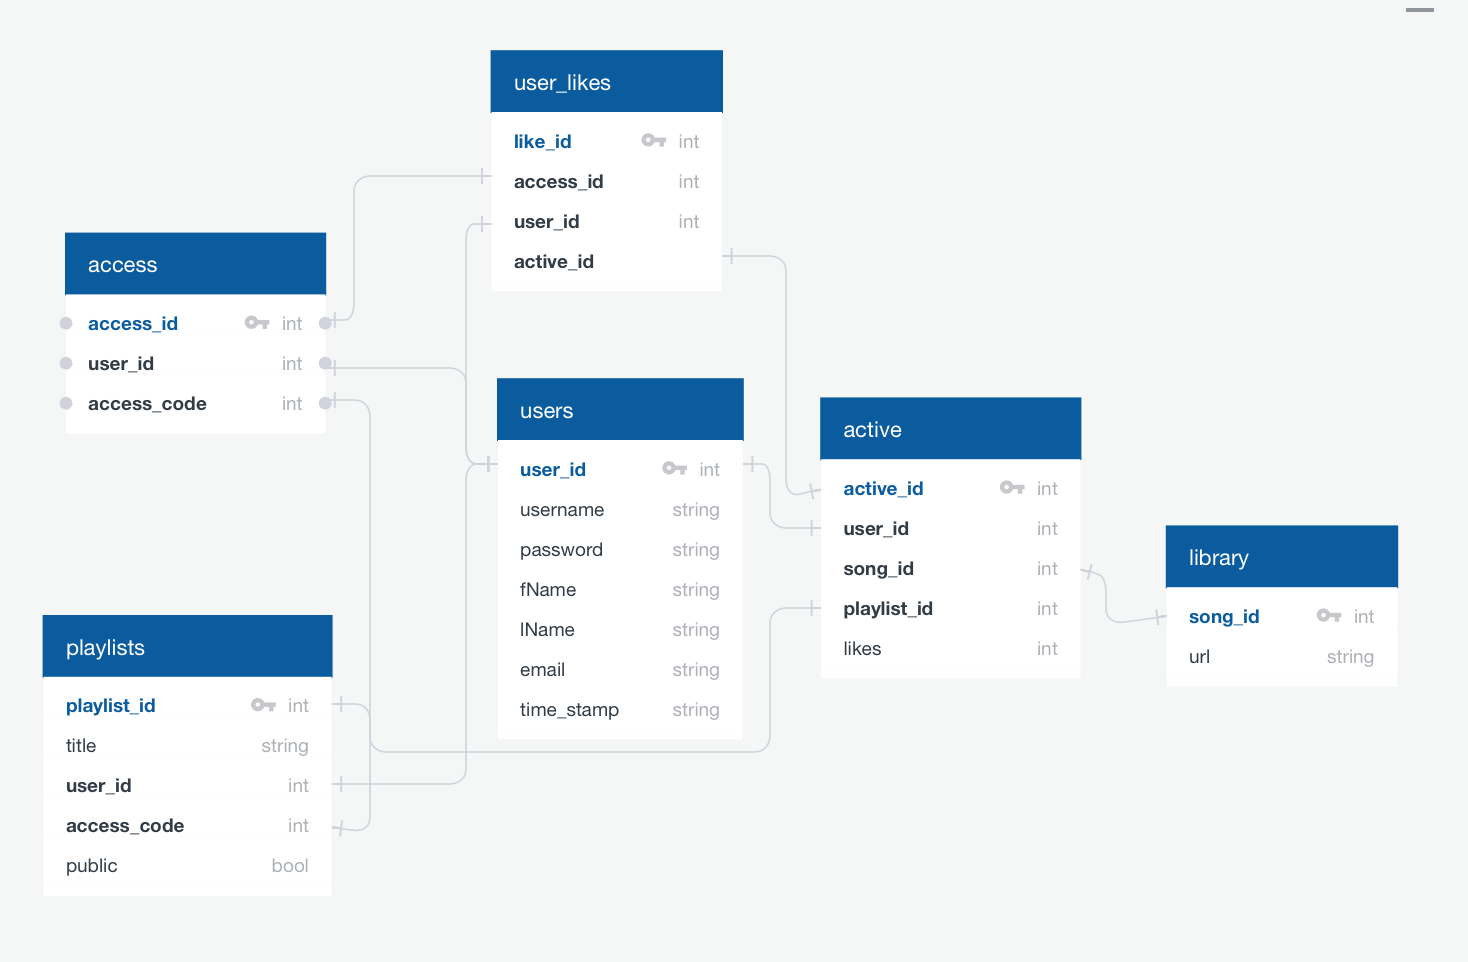 user_likes
like_id int
access_id int
user_id int
active_id
access
access_id int
user_id int
access_code int
users
user_id int
username string
password string
fName string
lName string
email string
time_stamp string
active
active_id int
user_id int
song_id int
playlist_id int
likes int
library
song_id int
url string
playlists
playlist_id int
title string
user_id int
access_code int
public bool